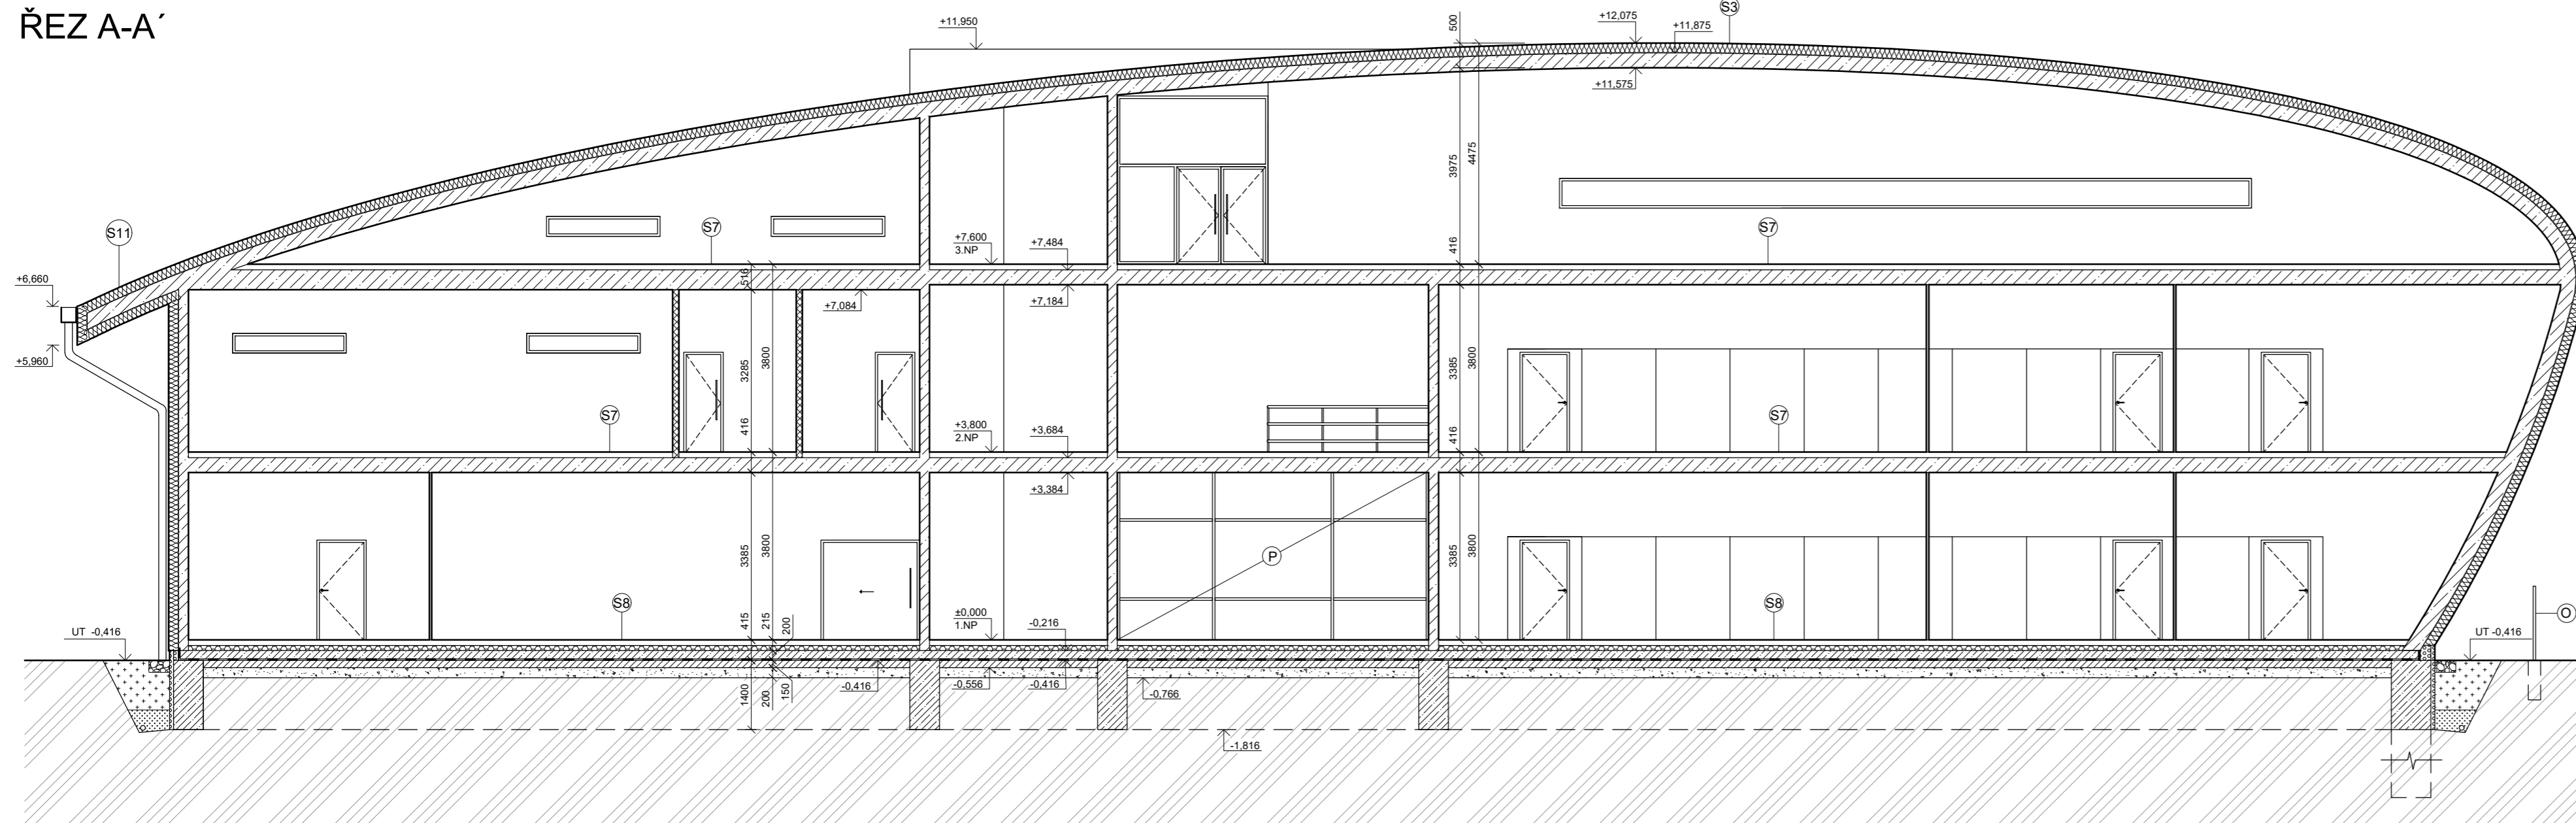 ŘEZ A-A´
+11,950
500
S3
+12,075
+11,875
+11,575
3975
4475
S11
S7
+7,600
3.NP
+7,484
416
S7
+6,660
516
+7,084
+7,184
+5,960
3285
3800
3385
3800
S7
416
+3,800
2.NP
+3,684
416
S7
+3,384
3385
3800
P
3385
3800
S8
415
215
200
±0,000
1.NP
-0,216
S8
O
UT -0,416
UT -0,416
1400
200
150
-0,416
-0,556
-0,416
-0,766
-1,816